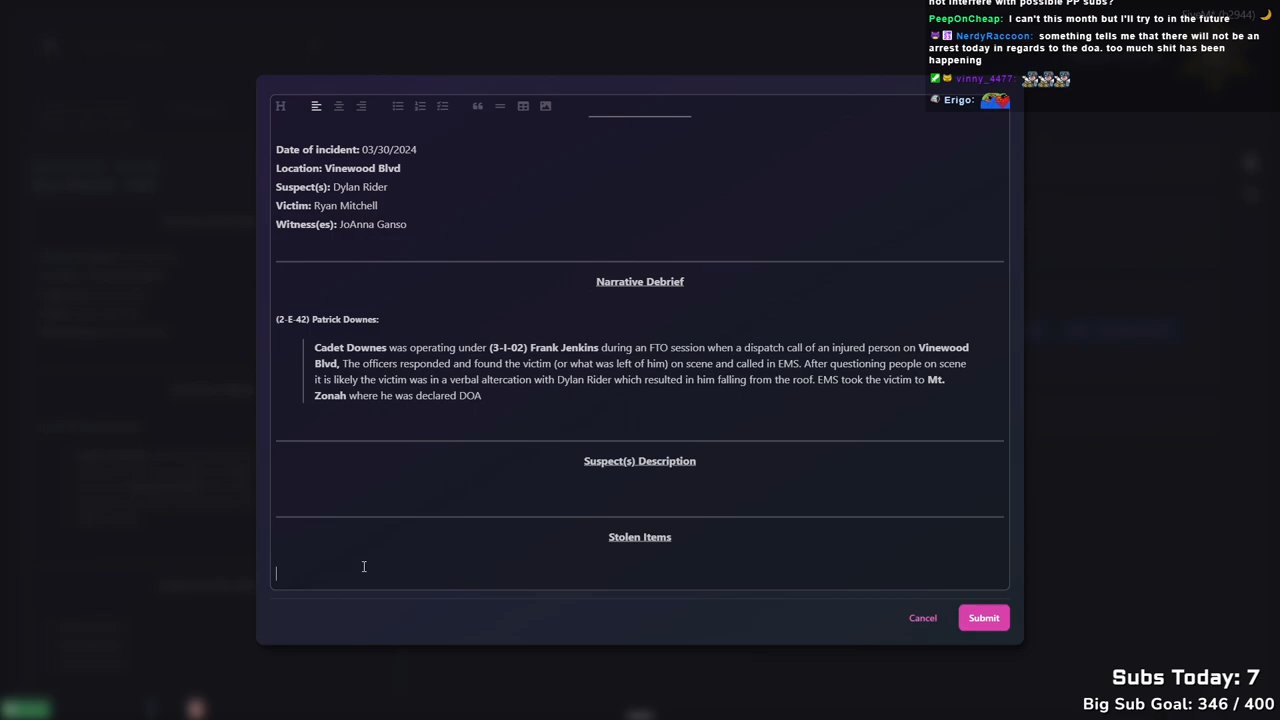 not interfere with possible PP subs?
PeepOnCheap: I can't this month but I'll try to in the future
NerdyRaccoon: something tells me that there will not be an
arrest today in regards to the doa. too much shit has been
happening
vinny_4477:
Erigo:
Date of incident: 03/30/2024
Location: Vinewood Blvd
Suspect(s): Dylan Rider
Victim: Ryan Mitchell
Witness(es): JoAnna Ganso
Narrative Debrief
(2-E-42) Patrick Downes:
Cadet Downes was operating under (3-I-02) Frank Jenkins during an FTO session when a dispatch call of an injured person on Vinewood
Blvd, The officers responded and found the victim (or what was left of him) on scene and called in EMS. After questioning people on scene
it is likely the victim was in a verbal altercation with Dylan Rider which resulted in him falling from the roof. EMS took the victim to Mt.
Zonah where he was declared DOA
Suspect(s) Description
Stolen Items
Cancel
Submit
Subs Today: 7
Big Sub Goal: 346 / 400